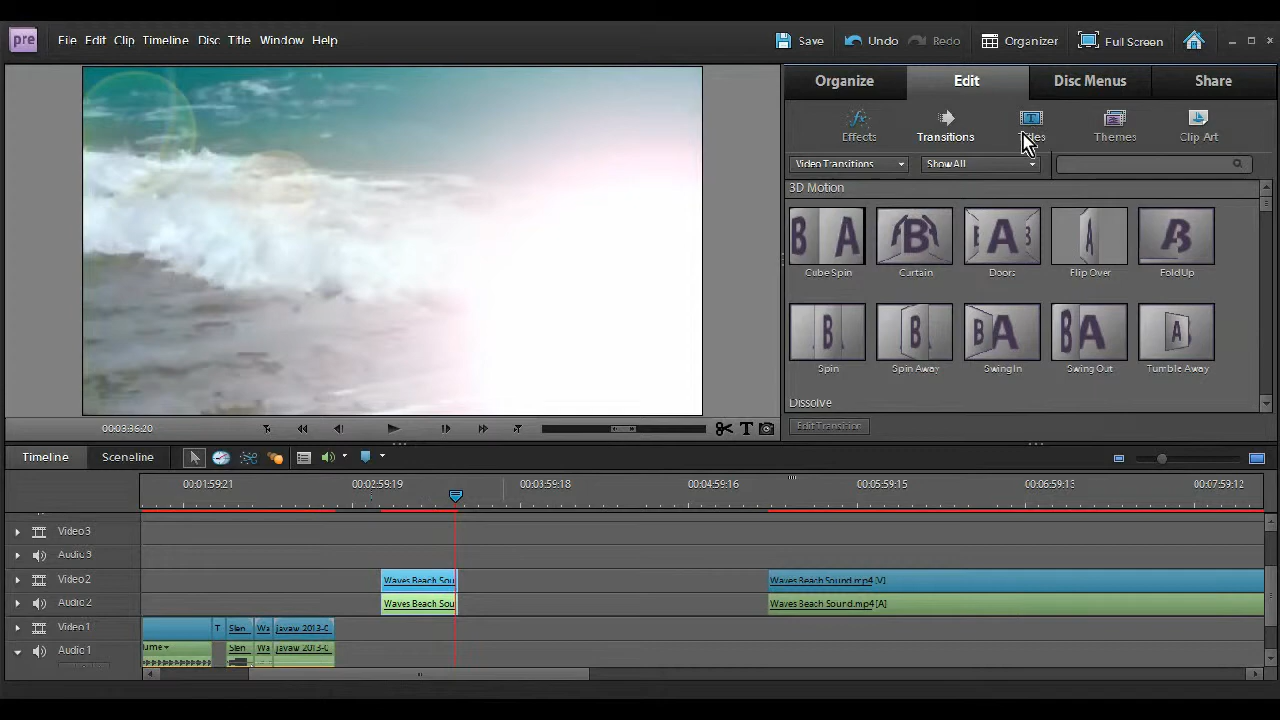 pre File Edit Clip Timeline Disc Title Window Help Save Undo Redo Organizer Full Screen
Organize Edit Disc Menus Share
Effects Transitions Themes Clip Art
Video Transitions Show All
3D Motion
Cube Spin Curtain Doors Flip Over Fold Up
Spin Spin Away Swing In Swing Out Tumble Away
Dissolve
Edit Transition
00:03:36:20
Timeline Sceneline
00:01:59:21 00:02:59:19 00:03:59:18 00:04:59:16 00:05:59:15 00:06:59:13 00:07:59:12
Video 3
Audio 3
Video 2 Waves Beach Sou Waves Beach Sound.mp4 [V]
Audio 2 Waves Beach Sou Waves Beach Sound.mp4 [A]
Video 1 T Slen Wa javaw 2013-0
Audio 1 ume Slen Wa javaw 2013-0